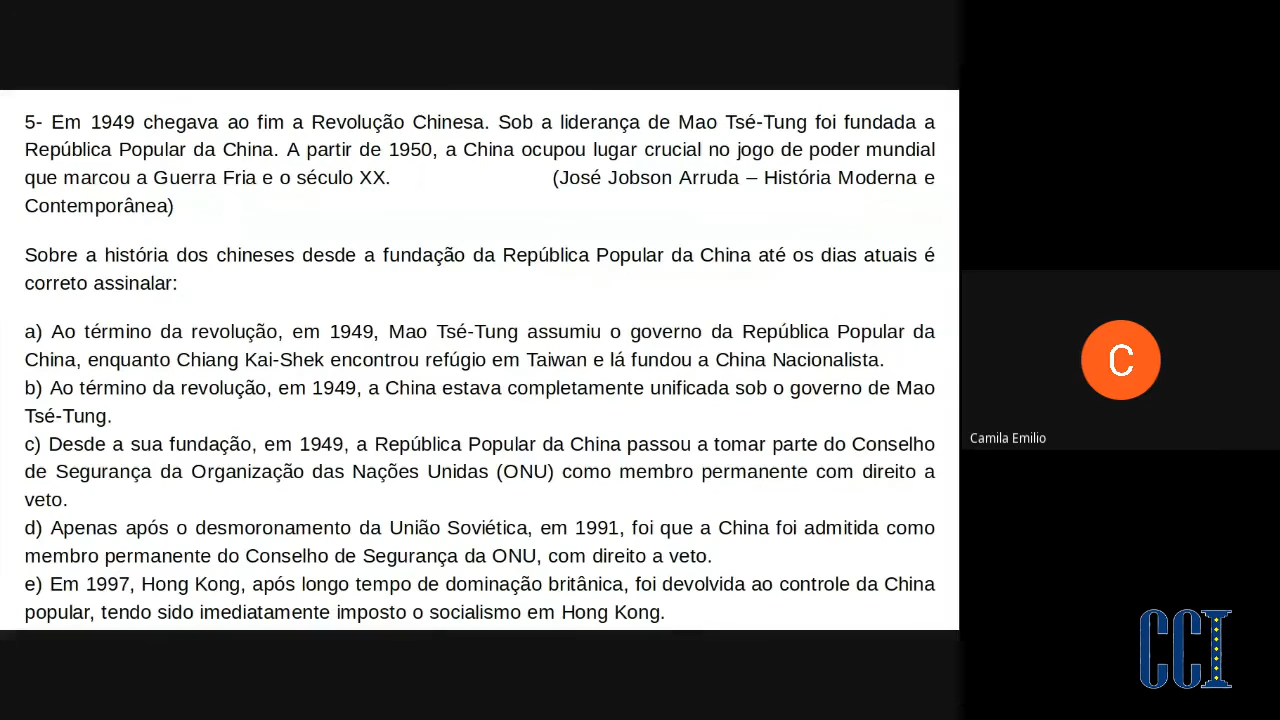 5- Em 1949 chegava ao fim a Revolução Chinesa. Sob a liderança de Mao Tsé-Tung foi fundada a
República Popular da China. A partir de 1950, a China ocupou lugar crucial no jogo de poder mundial
que marcou a Guerra Fria e o século XX. (José Jobson Arruda – História Moderna e
Contemporânea)
Sobre a história dos chineses desde a fundação da República Popular da China até os dias atuais é
correto assinalar:
a) Ao término da revolução, em 1949, Mao Tsé-Tung assumiu o governo da República Popular da
China, enquanto Chiang Kai-Shek encontrou refúgio em Taiwan e lá fundou a China Nacionalista.
b) Ao término da revolução, em 1949, a China estava completamente unificada sob o governo de Mao
Tsé-Tung.
c) Desde a sua fundação, em 1949, a República Popular da China passou a tomar parte do Conselho
de Segurança da Organização das Nações Unidas (ONU) como membro permanente com direito a
veto.
d) Apenas após o desmoronamento da União Soviética, em 1991, foi que a China foi admitida como
membro permanente do Conselho de Segurança da ONU, com direito a veto.
e) Em 1997, Hong Kong, após longo tempo de dominação britânica, foi devolvida ao controle da China
popular, tendo sido imediatamente imposto o socialismo em Hong Kong.
C
Camila Emilio
CCI